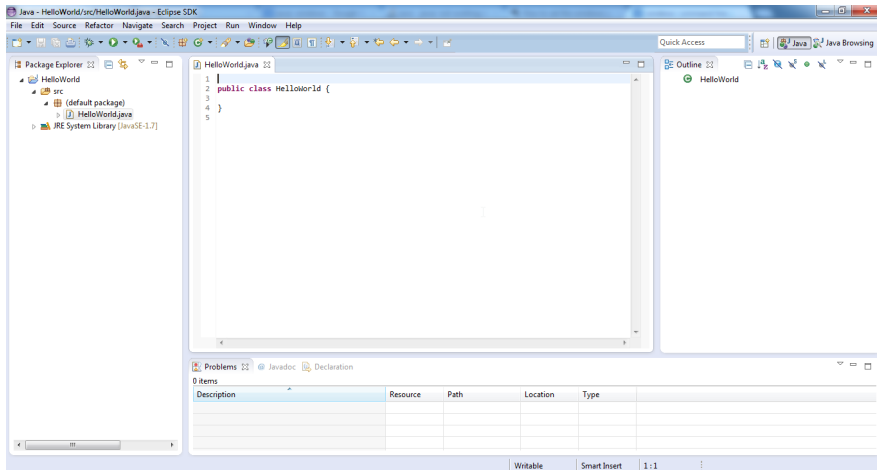 Java - HelloWorld/src/HelloWorld.java - Eclipse SDK
File Edit Source Refactor Navigate Search Project Run Window Help
Quick Access Java Java Browsing
Package Explorer
HelloWorld
src
(default package)
HelloWorld.java
JRE System Library [JavaSE-1.7]
HelloWorld.java
1
2 public class HelloWorld {
3
4 }
5
Outline
HelloWorld
Problems @ Javadoc Declaration
0 items
Description Resource Path Location Type
Writable Smart Insert 1 : 1